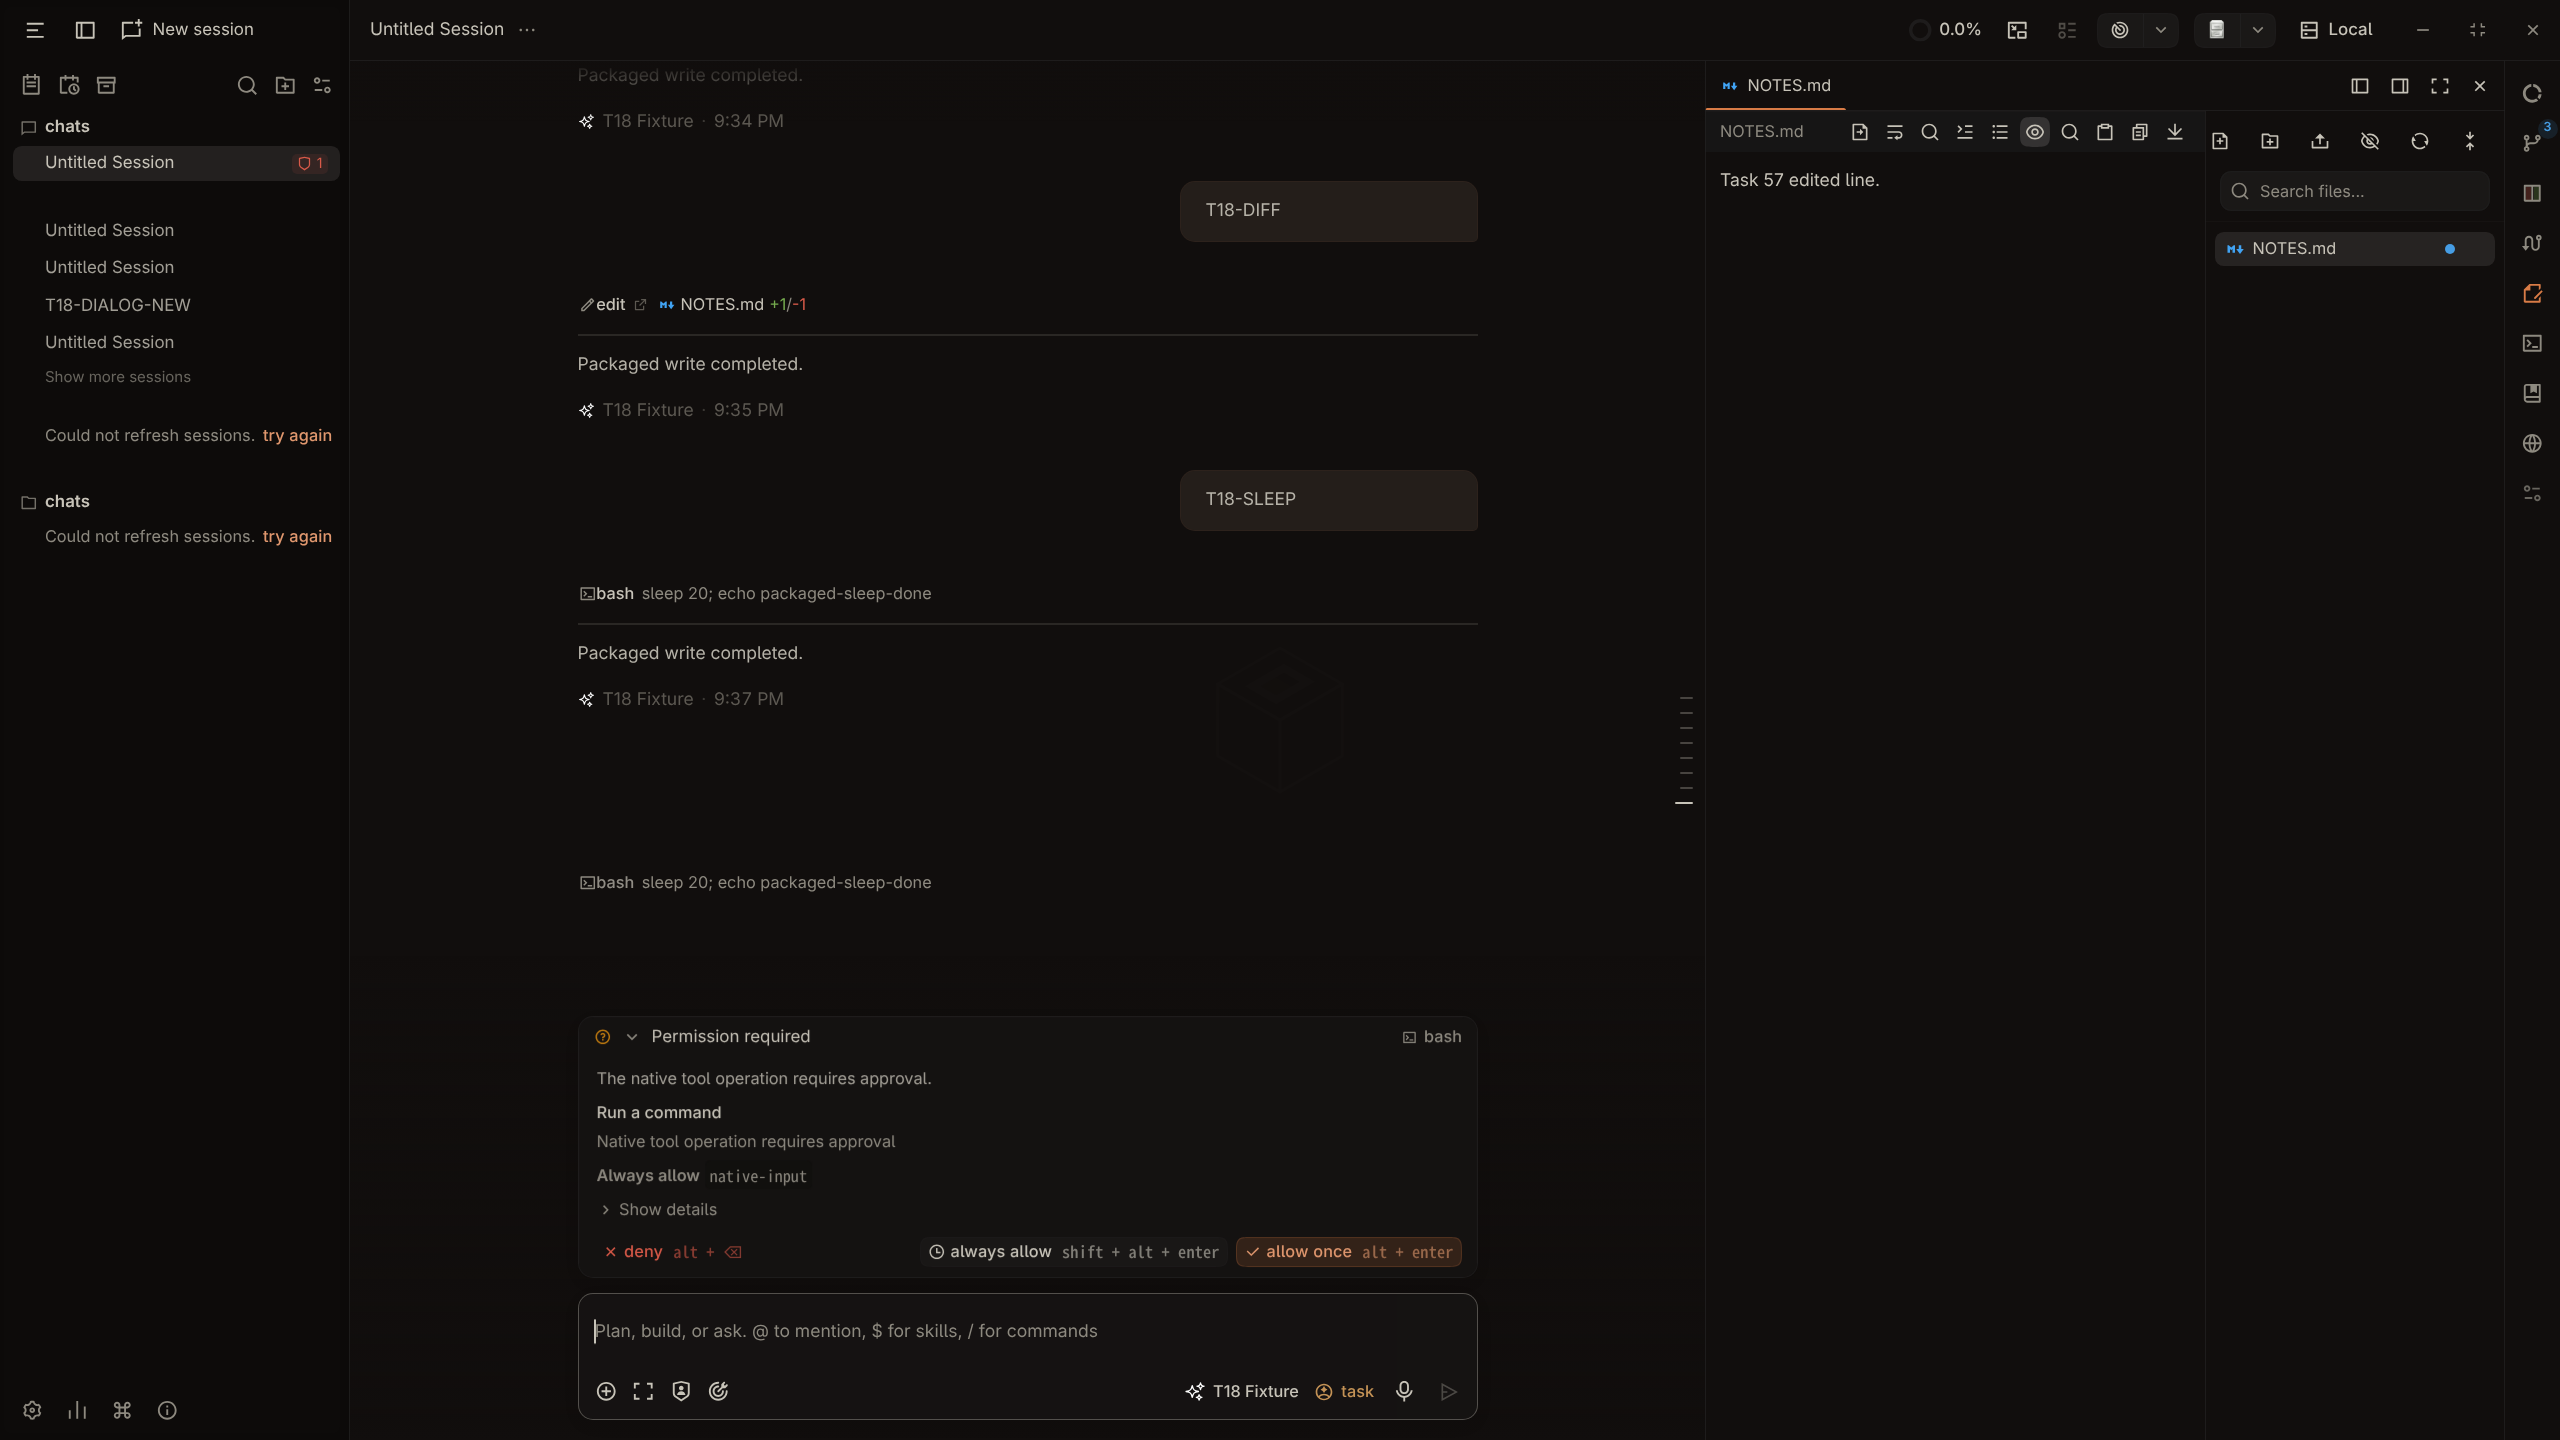 New session
Untitled Session
0.0%
Local
chats
Untitled Session 1
Untitled Session
Untitled Session
T18-DIALOG-NEW
Untitled Session
Show more sessions
Could not refresh sessions. try again
chats
Could not refresh sessions. try again
Packaged write completed.
T18 Fixture · 9:34 PM
T18-DIFF
edit NOTES.md +1/-1
Packaged write completed.
T18 Fixture · 9:35 PM
T18-SLEEP
bash sleep 20; echo packaged-sleep-done
Packaged write completed.
T18 Fixture · 9:37 PM
bash sleep 20; echo packaged-sleep-done
Permission required
bash
The native tool operation requires approval.
Run a command
Native tool operation requires approval
Always allow native-input
Show details
deny alt +
always allow shift + alt + enter
allow once alt + enter
Plan, build, or ask. @ to mention, $ for skills, / for commands
T18 Fixture
task
NOTES.md
NOTES.md
Task 57 edited line.
Search files...
NOTES.md
3